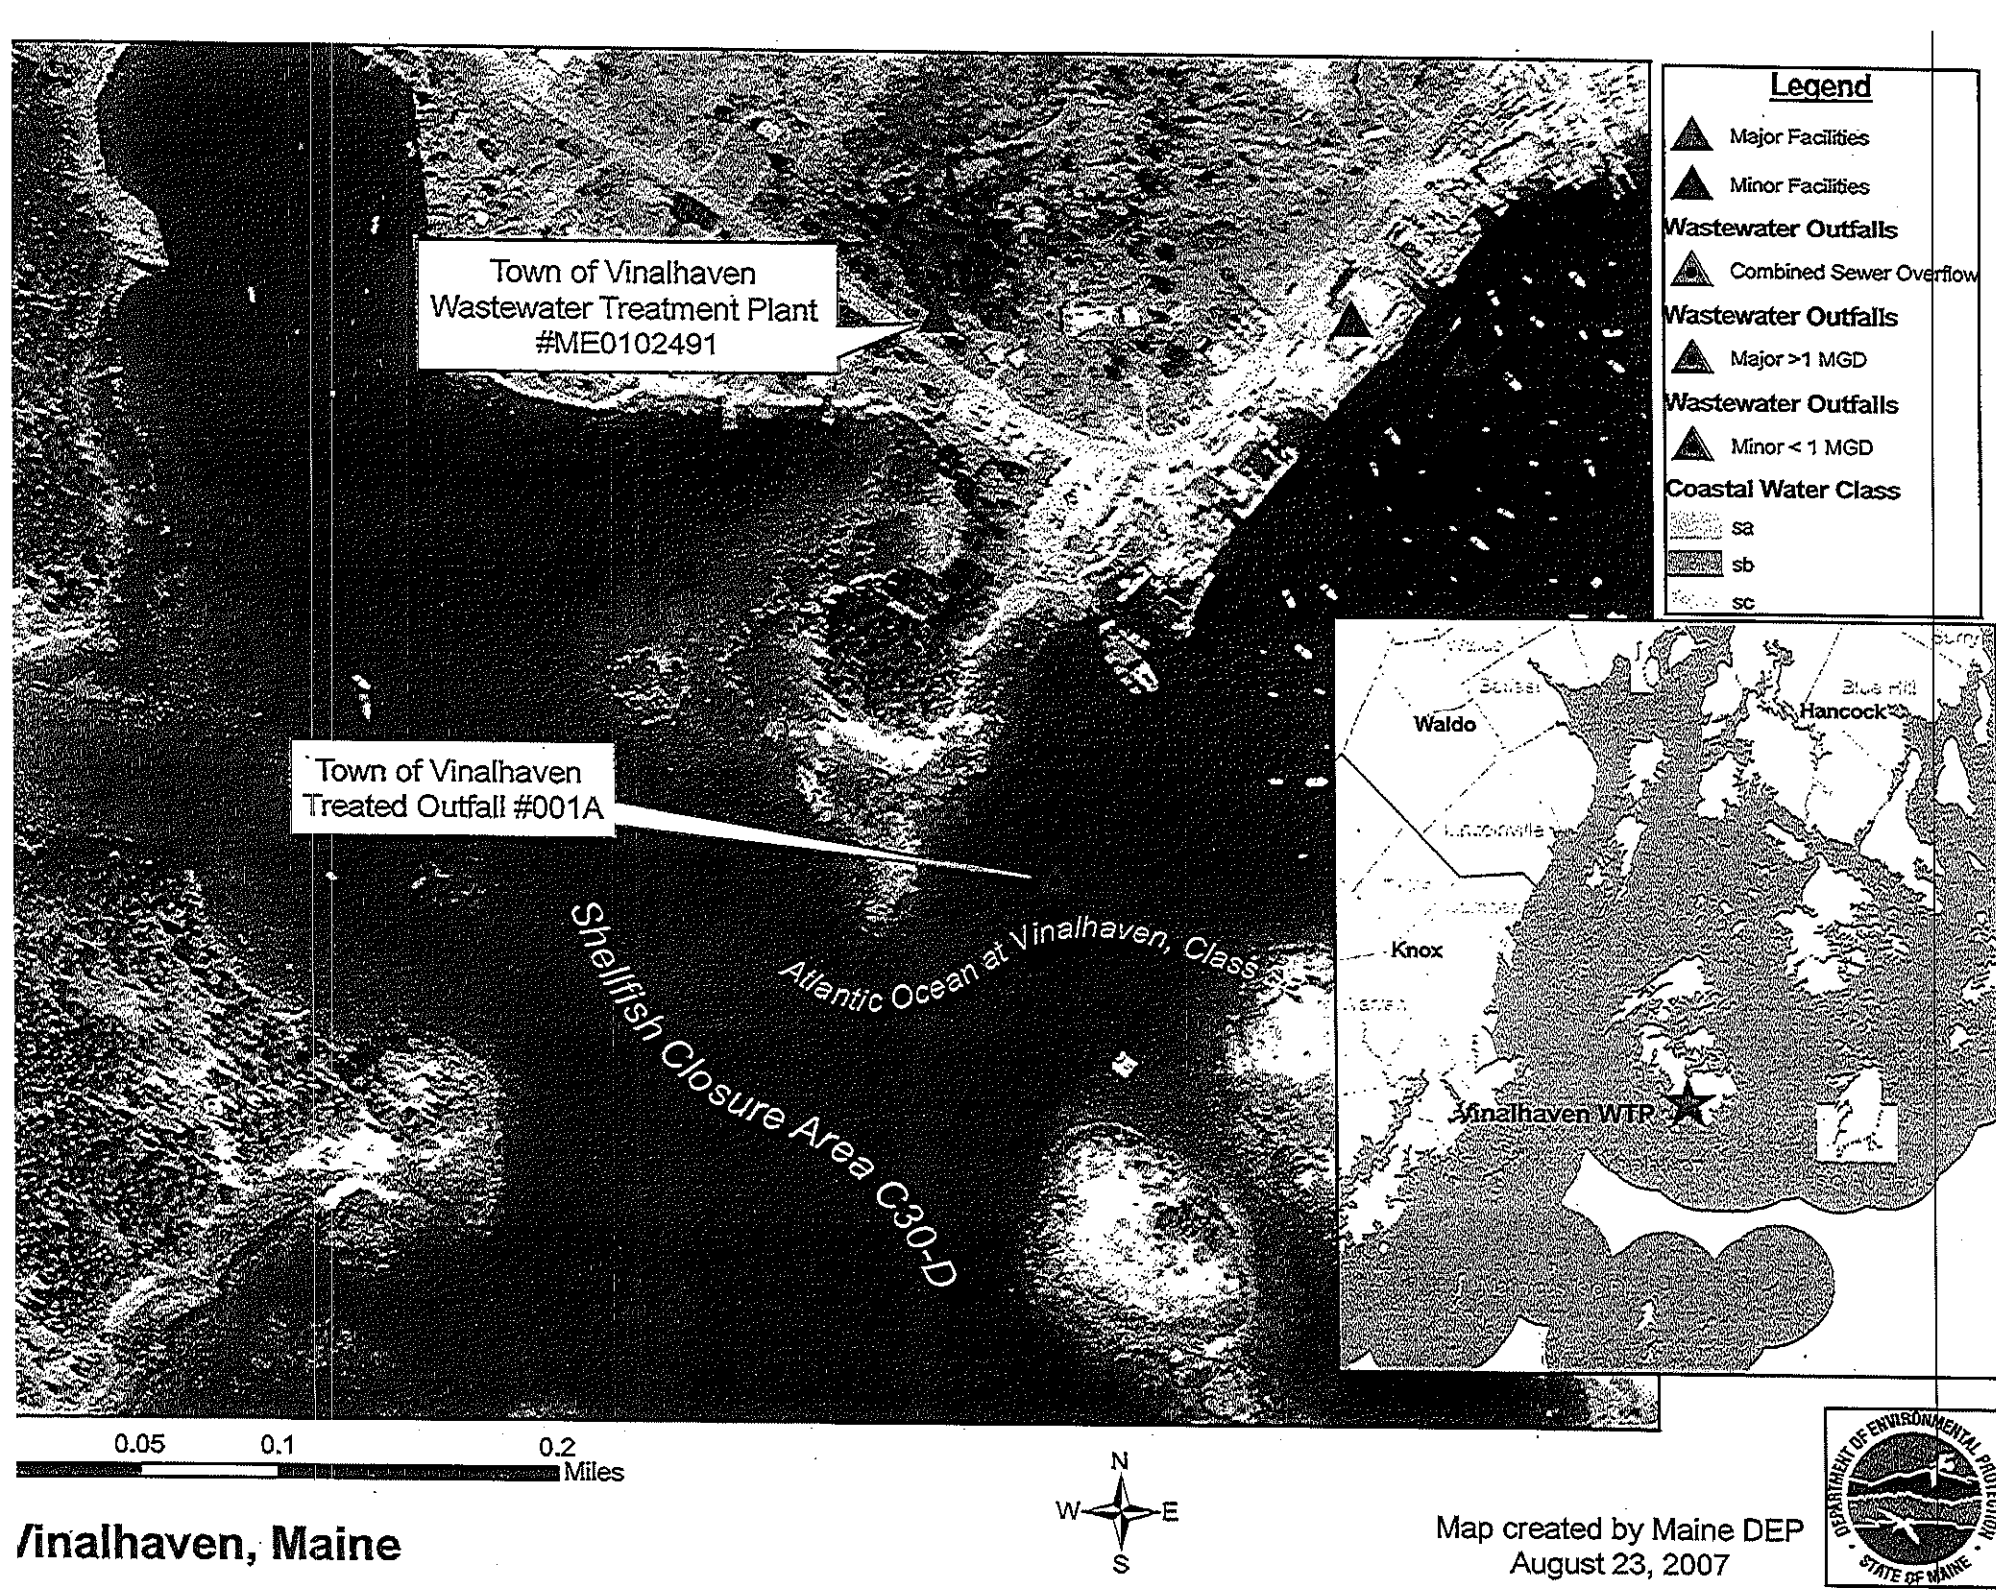 Legend
Major Facilities
Minor Facilities
Wastewater Outfalls
Combined Sewer Overflow
Wastewater Outfalls
Major >1 MGD
Wastewater Outfalls
Minor < 1 MGD
Coastal Water Class
sa
sb
sc
Town of Vinalhaven
Wastewater Treatment Plant
#ME0102491
Town of Vinalhaven
Treated Outfall #001A
Atlantic Ocean at Vinalhaven, Class
Shellfish Closure Area C30-D
Blue Hill
Hancock
Waldo
Lincolnville
Knox
Vinalhaven WTP
0.05 0.1 0.2
Miles
N
W E
S
/inalhaven, Maine
Map created by Maine DEP
August 23, 2007
DEPARTMENT OF ENVIRONMENTAL PROTECTION
STATE OF MAINE